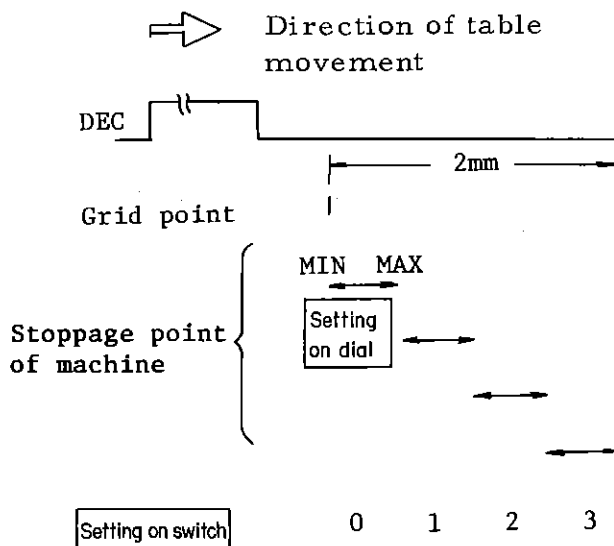 Direction of table
movement
DEC
2mm
Grid point
MIN MAX
Setting
on dial
Stoppage point
of machine
Setting on switch 0 1 2 3